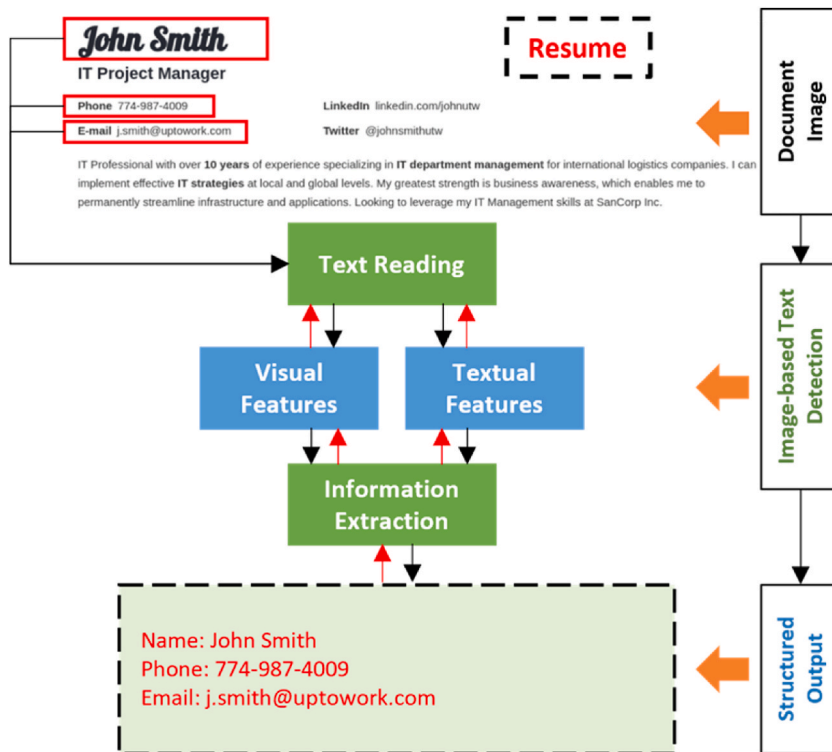 John Smith
Resume
IT Project Manager
Phone 774-987-4009
LinkedIn linkedin.com/johnutw
E-mail j.smith@uptowork.com
Twitter @johnsmithutw
IT Professional with over 10 years of experience specializing in IT department management for international logistics companies. I can
implement effective IT strategies at local and global levels. My greatest strength is business awareness, which enables me to
permanently streamline infrastructure and applications. Looking to leverage my IT Management skills at SanCorp Inc.
Document
Image
Text Reading
Visual
Features
Textual
Features
Image-based Text
Detection
Information
Extraction
Name: John Smith
Phone: 774-987-4009
Email: j.smith@uptowork.com
Structured
Output